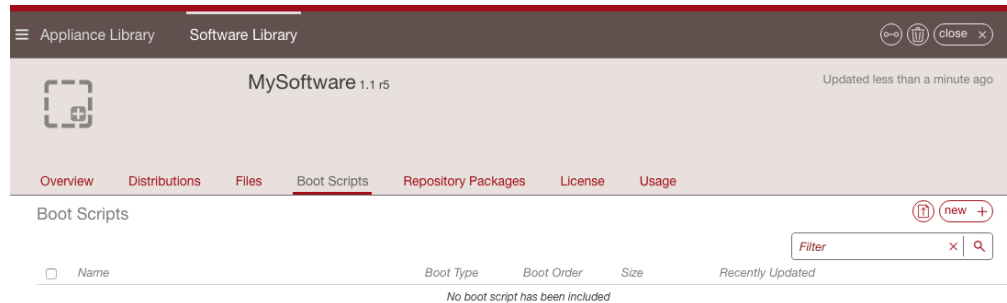 Appliance Library Software Library close
MySoftware 1.1 r5
Updated less than a minute ago
Overview Distributions Files Boot Scripts Repository Packages License Usage
Boot Scripts new
Filter
Name Boot Type Boot Order Size Recently Updated
No boot script has been included